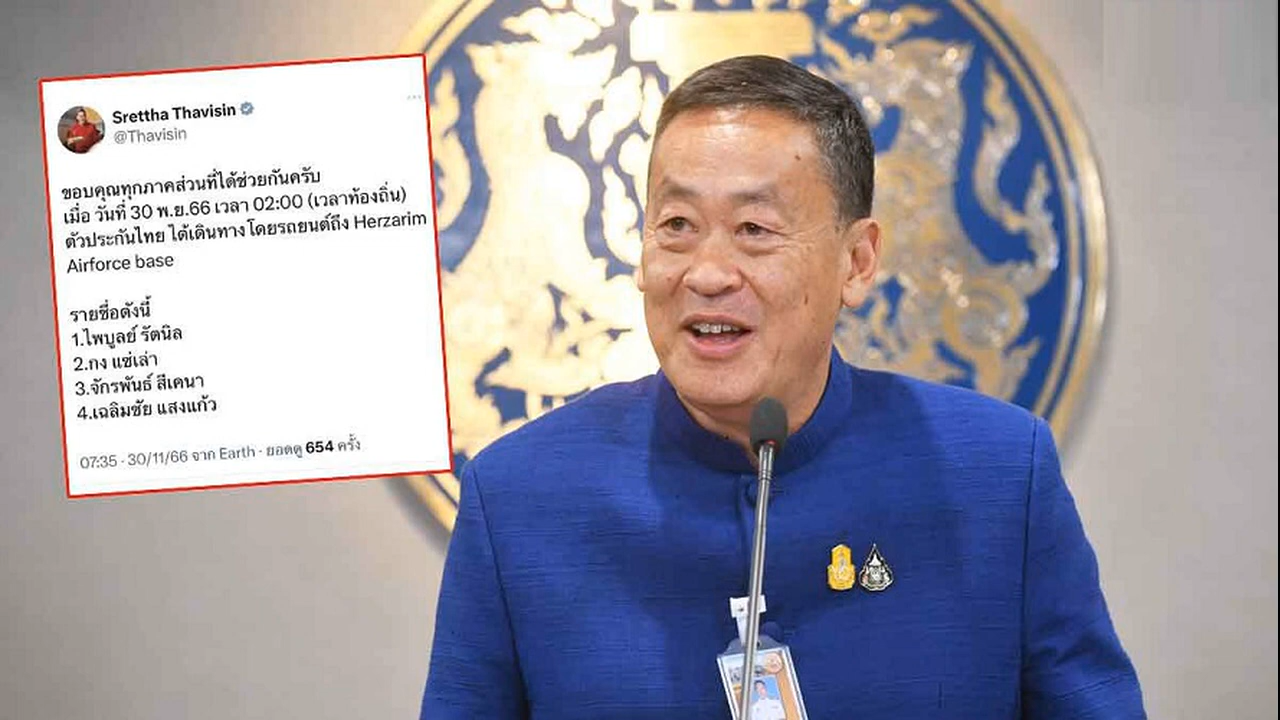 Srettha Thavisin
@Thavisin
ขอบคุณทุกภาคส่วนที่ได้ช่วยกันครับ
เมื่อ วันที่ 30 พ.ย.66 เวลา 02:00 (เวลาท้องถิ่น)
ตัวประกันไทย ได้เดินทางโดยรถยนต์ถึง Herzarim
Airforce base
รายชื่อดังนี้
1.ไพบูลย์ รัตนิล
2.กง แซ่เล่า
3.จักรพันธ์ สีเคนา
4.เฉลิมชัย แสงแก้ว
07:35 · 30/11/66 จาก Earth · ยอดดู 654 ครั้ง